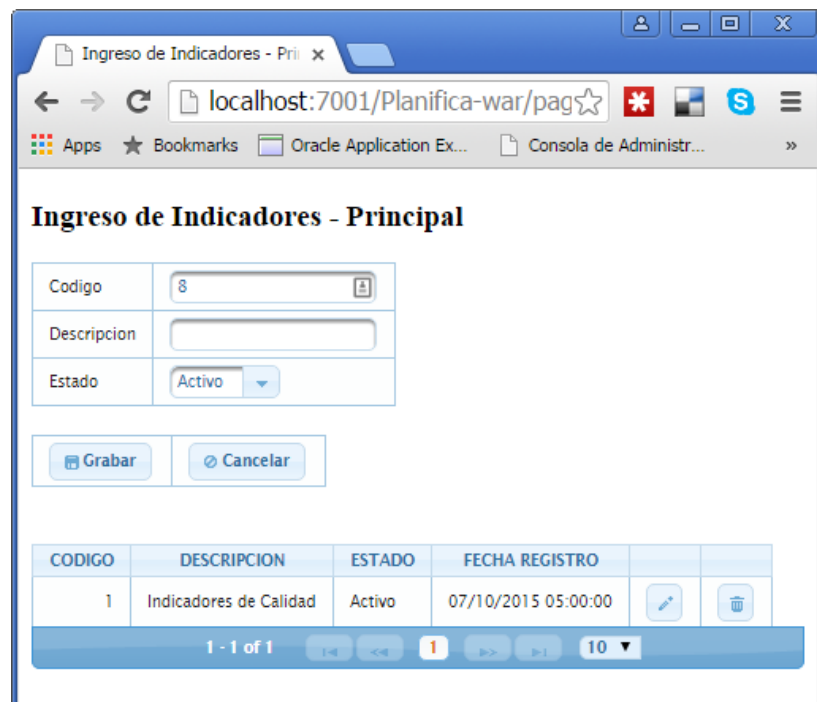 Ingreso de Indicadores - Pri
localhost:7001/Planifica-war/pag
Apps Bookmarks Oracle Application Ex... Consola de Administr... »
Ingreso de Indicadores - Principal
Codigo 8
Descripcion
Estado Activo
Grabar Cancelar
CODIGO DESCRIPCION ESTADO FECHA REGISTRO
1 Indicadores de Calidad Activo 07/10/2015 05:00:00
1 - 1 of 1 1 10